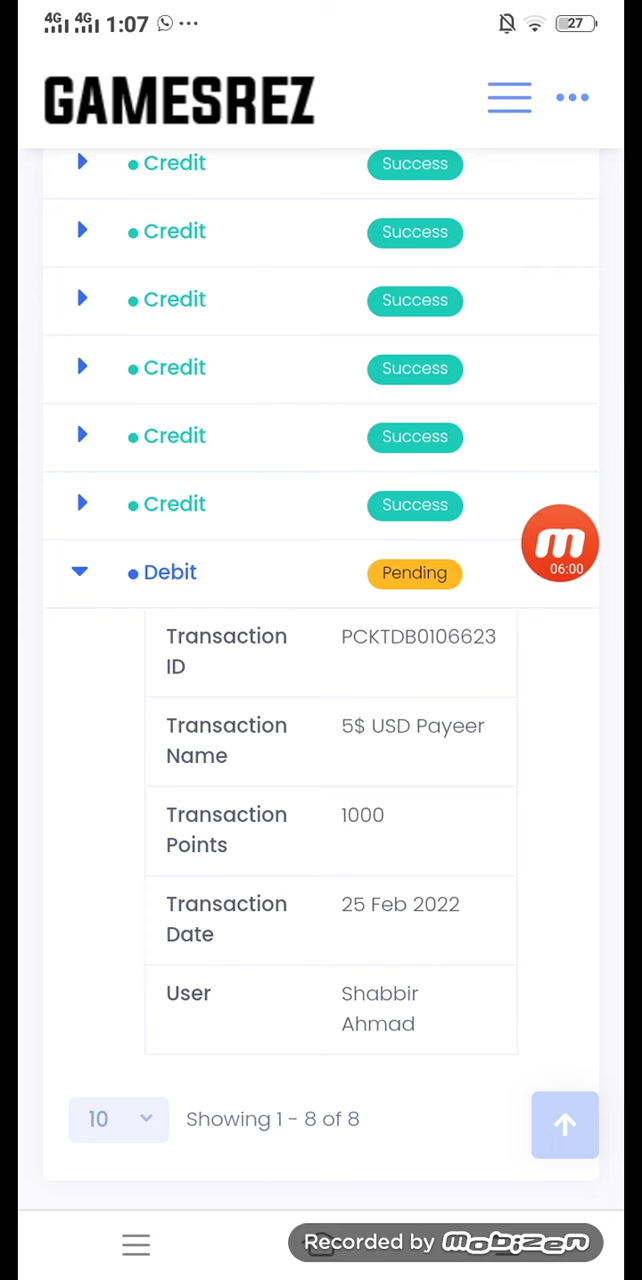 4G 4G 1:07 ... 27
GAMESREZ
Credit Success
Credit Success
Credit Success
Credit Success
Credit Success
Credit Success
Debit Pending
06:00
Transaction ID PCKTDB0106623
Transaction Name 5$ USD Payeer
Transaction Points 1000
Transaction Date 25 Feb 2022
User Shabbir Ahmad
10 Showing 1 - 8 of 8
Recorded by mobizen